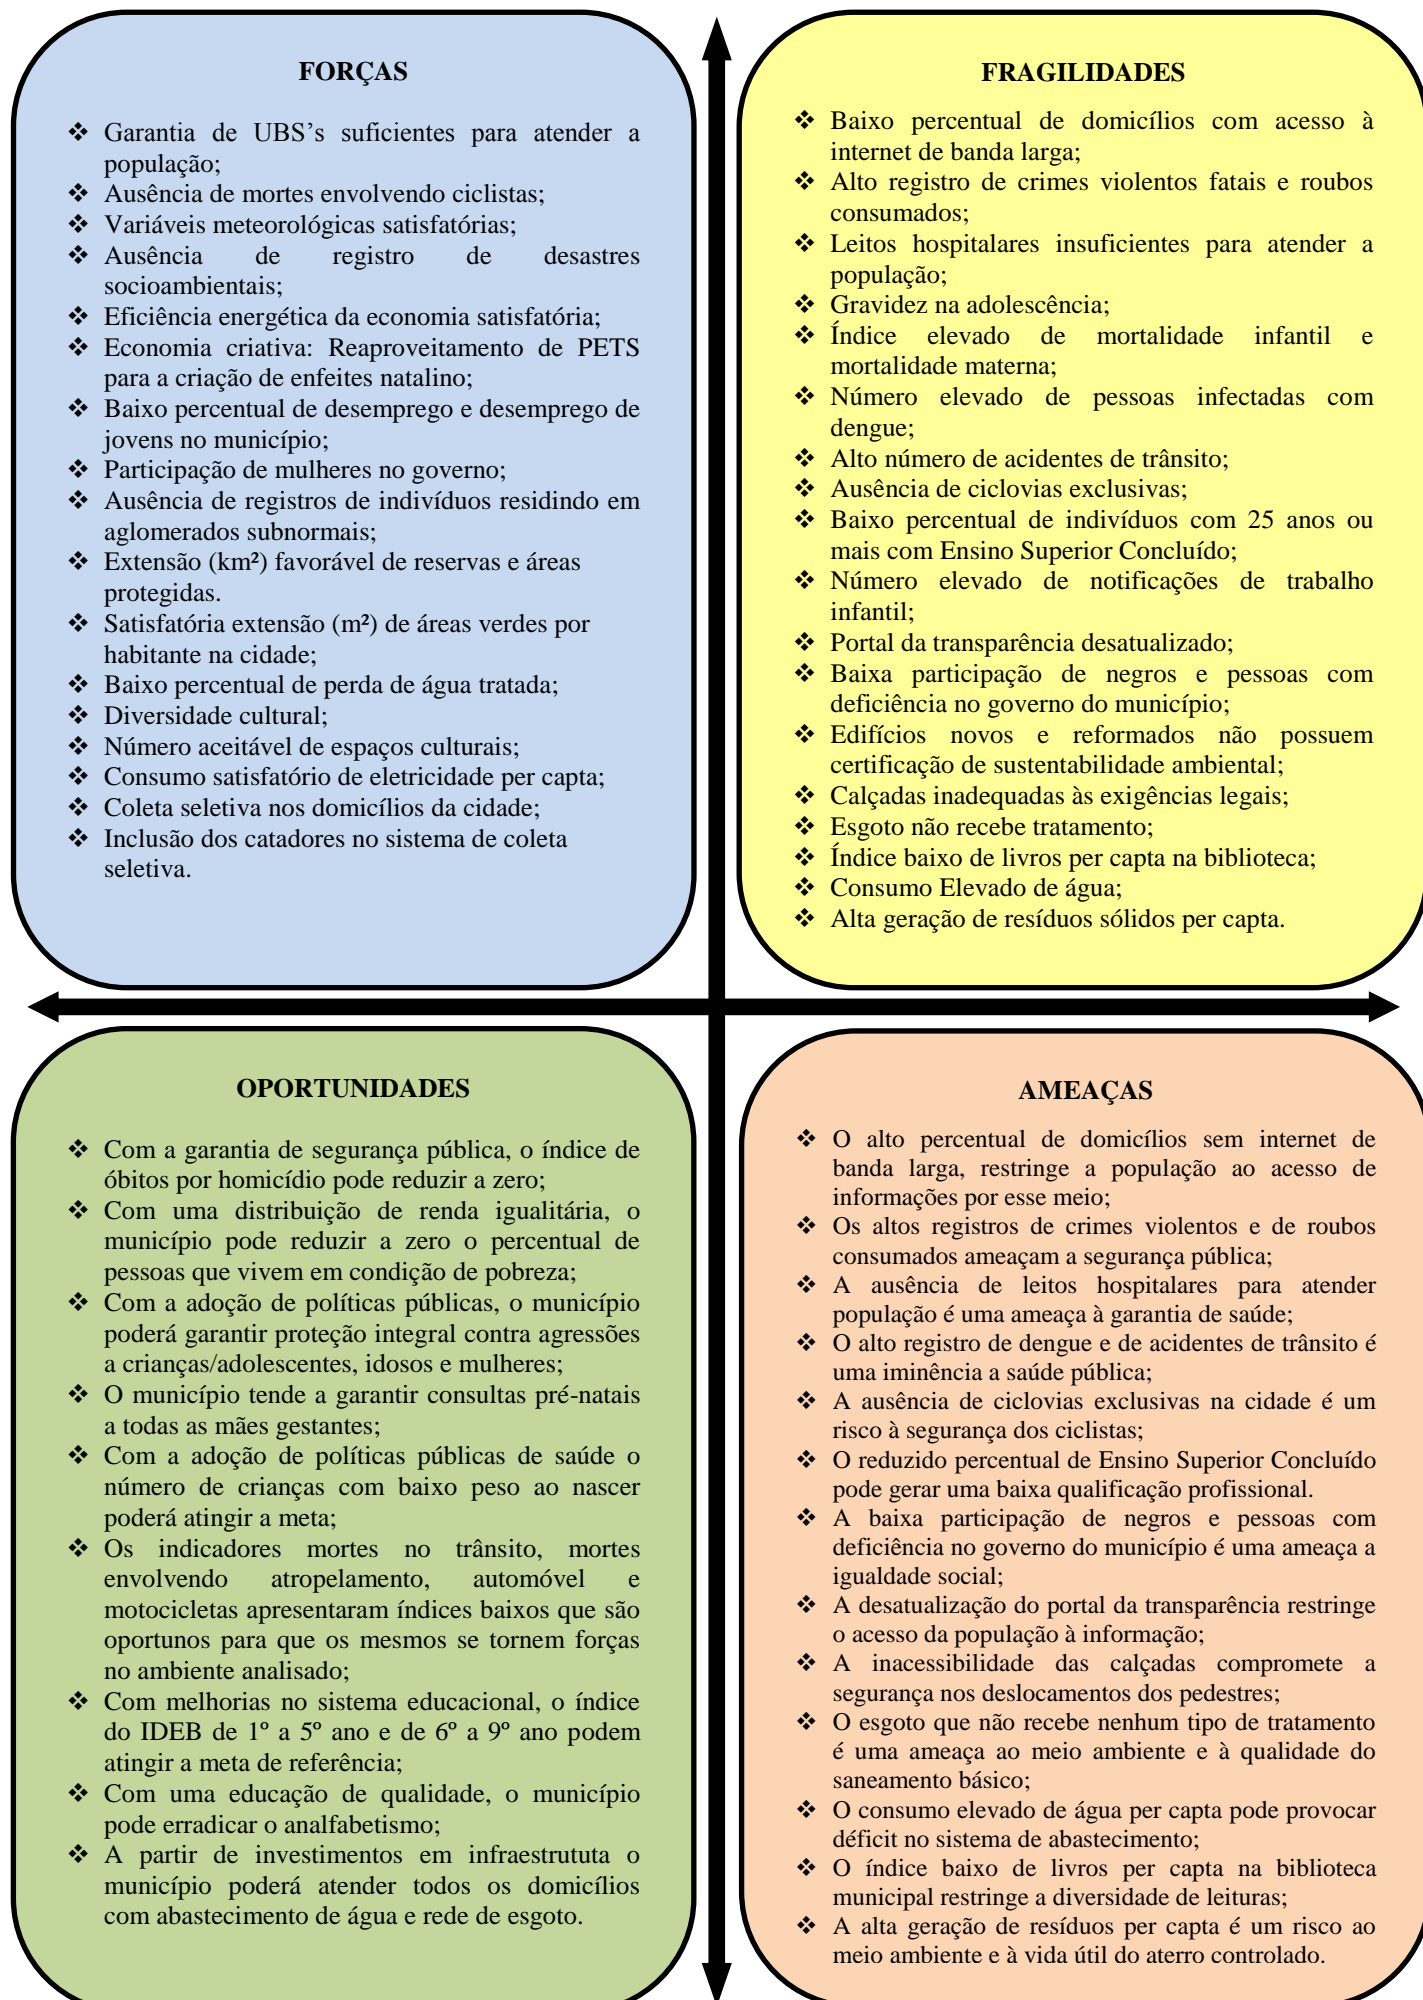 FORÇAS
❖ Garantia de UBS’s suficientes para atender a
população;
❖ Ausência de mortes envolvendo ciclistas;
❖ Variáveis meteorológicas satisfatórias;
❖ Ausência de registro de desastres
socioambientais;
❖ Eficiência energética da economia satisfatória;
❖ Economia criativa: Reaproveitamento de PETS
para a criação de enfeites natalino;
❖ Baixo percentual de desemprego e desemprego de
jovens no município;
❖ Participação de mulheres no governo;
❖ Ausência de registros de indivíduos residindo em
aglomerados subnormais;
❖ Extensão (km²) favorável de reservas e áreas
protegidas.
❖ Satisfatória extensão (m²) de áreas verdes por
habitante na cidade;
❖ Baixo percentual de perda de água tratada;
❖ Diversidade cultural;
❖ Número aceitável de espaços culturais;
❖ Consumo satisfatório de eletricidade per capta;
❖ Coleta seletiva nos domicílios da cidade;
❖ Inclusão dos catadores no sistema de coleta
seletiva.
FRAGILIDADES
❖ Baixo percentual de domicílios com acesso à
internet de banda larga;
❖ Alto registro de crimes violentos fatais e roubos
consumados;
❖ Leitos hospitalares insuficientes para atender a
população;
❖ Gravidez na adolescência;
❖ Índice elevado de mortalidade infantil e
mortalidade materna;
❖ Número elevado de pessoas infectadas com
dengue;
❖ Alto número de acidentes de trânsito;
❖ Ausência de ciclovias exclusivas;
❖ Baixo percentual de indivíduos com 25 anos ou
mais com Ensino Superior Concluído;
❖ Número elevado de notificações de trabalho
infantil;
❖ Portal da transparência desatualizado;
❖ Baixa participação de negros e pessoas com
deficiência no governo do município;
❖ Edifícios novos e reformados não possuem
certificação de sustentabilidade ambiental;
❖ Calçadas inadequadas às exigências legais;
❖ Esgoto não recebe tratamento;
❖ Índice baixo de livros per capta na biblioteca;
❖ Consumo Elevado de água;
❖ Alta geração de resíduos sólidos per capta.
OPORTUNIDADES
❖ Com a garantia de segurança pública, o índice de
óbitos por homicídio pode reduzir a zero;
❖ Com uma distribuição de renda igualitária, o
município pode reduzir a zero o percentual de
pessoas que vivem em condição de pobreza;
❖ Com a adoção de políticas públicas, o município
poderá garantir proteção integral contra agressões
a crianças/adolescentes, idosos e mulheres;
❖ O município tende a garantir consultas pré-natais
a todas as mães gestantes;
❖ Com a adoção de políticas públicas de saúde o
número de crianças com baixo peso ao nascer
poderá atingir a meta;
❖ Os indicadores mortes no trânsito, mortes
envolvendo atropelamento, automóvel e
motocicletas apresentaram índices baixos que são
oportunos para que os mesmos se tornem forças
no ambiente analisado;
❖ Com melhorias no sistema educacional, o índice
do IDEB de 1º a 5º ano e de 6º a 9º ano podem
atingir a meta de referência;
❖ Com uma educação de qualidade, o município
pode erradicar o analfabetismo;
❖ A partir de investimentos em infraestrututa o
município poderá atender todos os domicílios
com abastecimento de água e rede de esgoto.
AMEAÇAS
❖ O alto percentual de domicílios sem internet de
banda larga, restringe a população ao acesso de
informações por esse meio;
❖ Os altos registros de crimes violentos e de roubos
consumados ameaçam a segurança pública;
❖ A ausência de leitos hospitalares para atender
população é uma ameaça à garantia de saúde;
❖ O alto registro de dengue e de acidentes de trânsito é
uma iminência a saúde pública;
❖ A ausência de ciclovias exclusivas na cidade é um
risco à segurança dos ciclistas;
❖ O reduzido percentual de Ensino Superior Concluído
pode gerar uma baixa qualificação profissional.
❖ A baixa participação de negros e pessoas com
deficiência no governo do município é uma ameaça a
igualdade social;
❖ A desatualização do portal da transparência restringe
o acesso da população à informação;
❖ A inacessibilidade das calçadas compromete a
segurança nos deslocamentos dos pedestres;
❖ O esgoto que não recebe nenhum tipo de tratamento
é uma ameaça ao meio ambiente e à qualidade do
saneamento básico;
❖ O consumo elevado de água per capta pode provocar
déficit no sistema de abastecimento;
❖ O índice baixo de livros per capta na biblioteca
municipal restringe a diversidade de leituras;
❖ A alta geração de resíduos per capta é um risco ao
meio ambiente e à vida útil do aterro controlado.